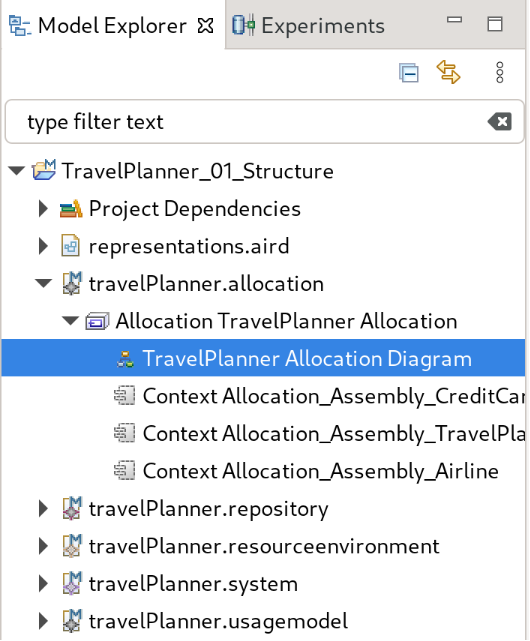 Model Explorer Experiments
type filter text
TravelPlanner_01_Structure
Project Dependencies
representations.aird
travelPlanner.allocation
Allocation TravelPlanner Allocation
TravelPlanner Allocation Diagram
Context Allocation_Assembly_CreditCar
Context Allocation_Assembly_TravelPla
Context Allocation_Assembly_Airline
travelPlanner.repository
travelPlanner.resourceenvironment
travelPlanner.system
travelPlanner.usagemodel